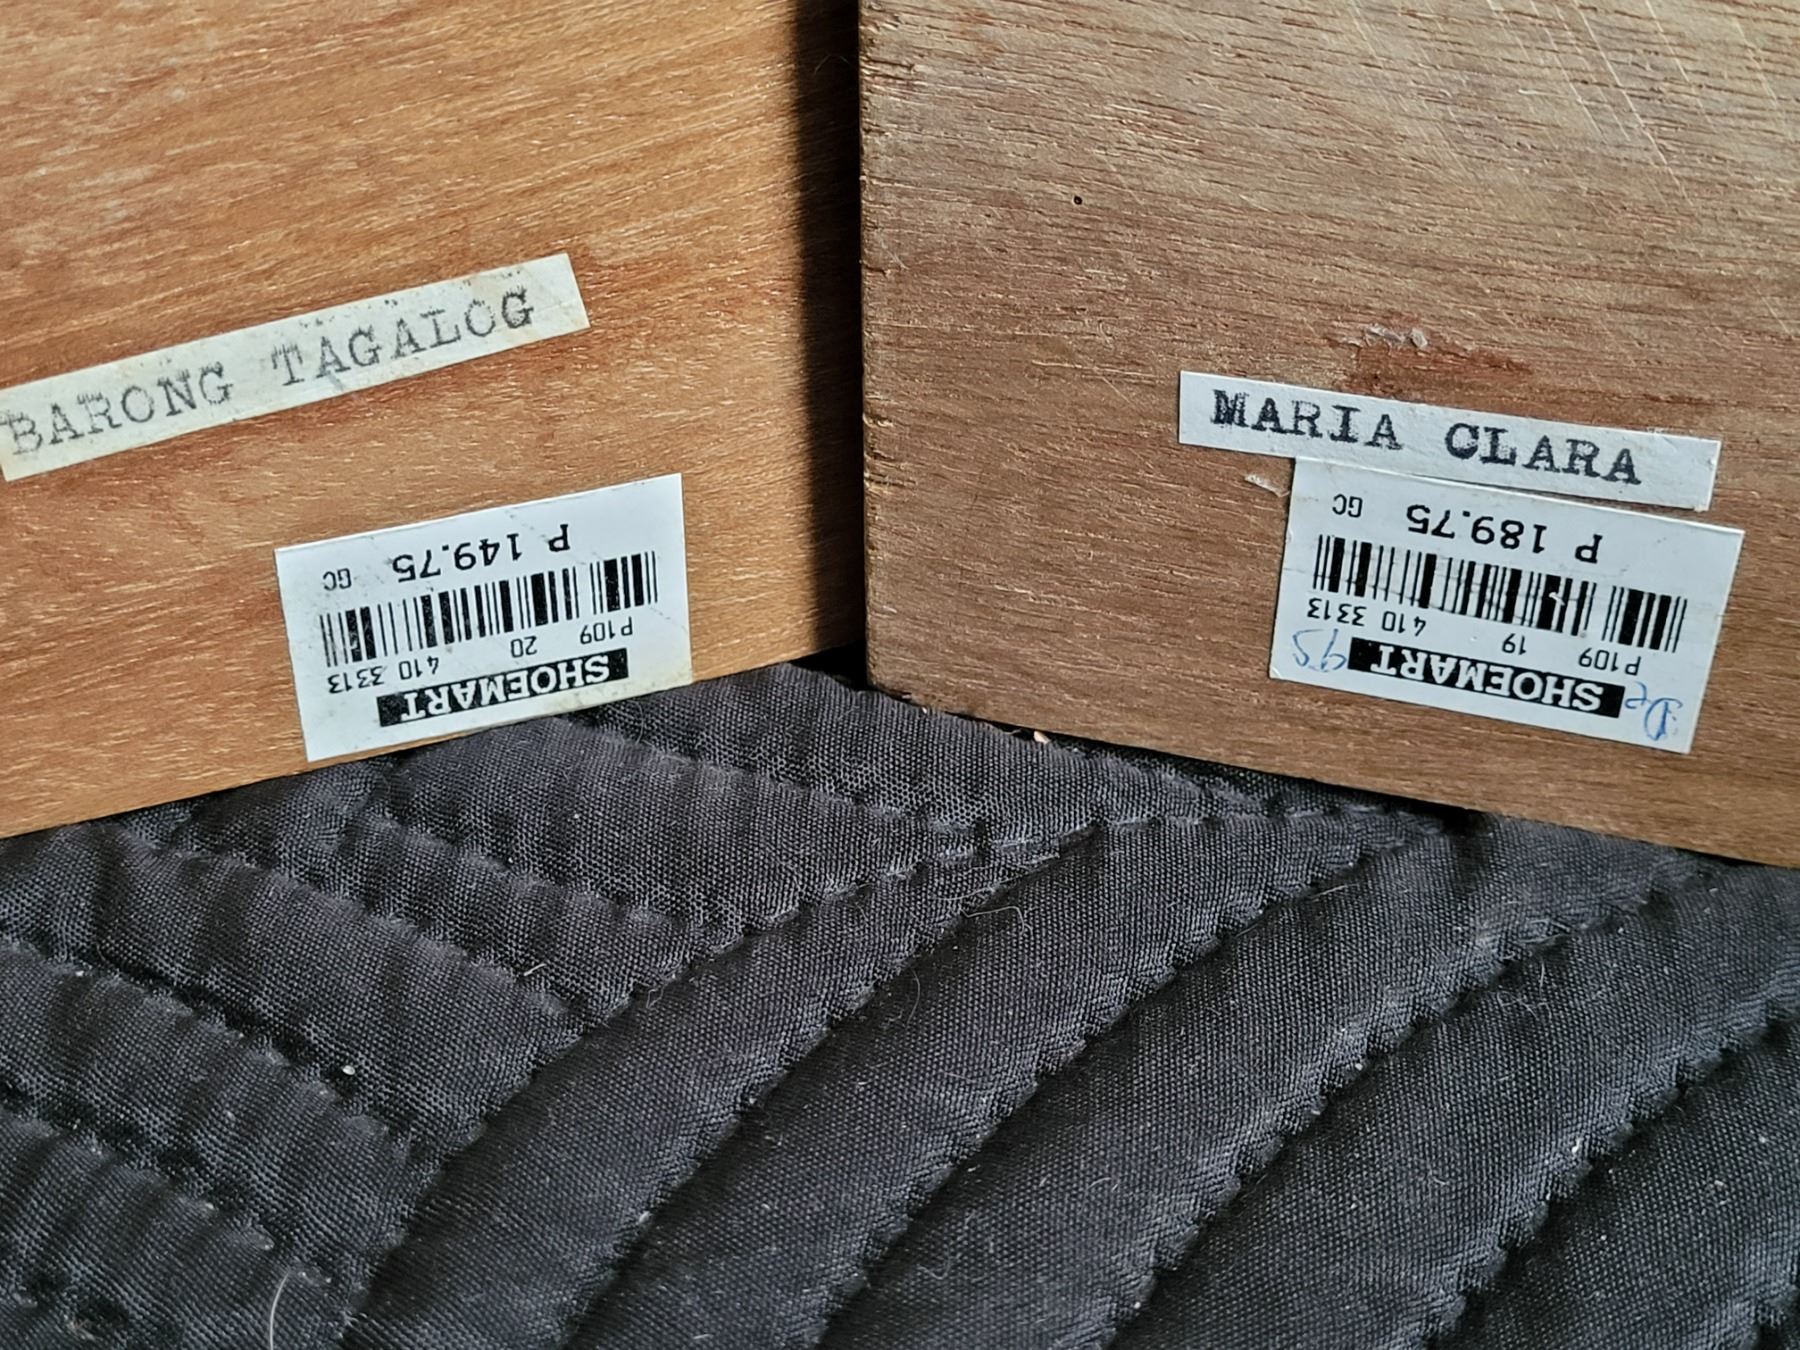 BARONG TAGALOG
SHOEMART
P109 20 410 3313
P 149.75 GC
MARIA CLARA
SHOEMART
P109 19 410 3313
P 189.75 GC
95